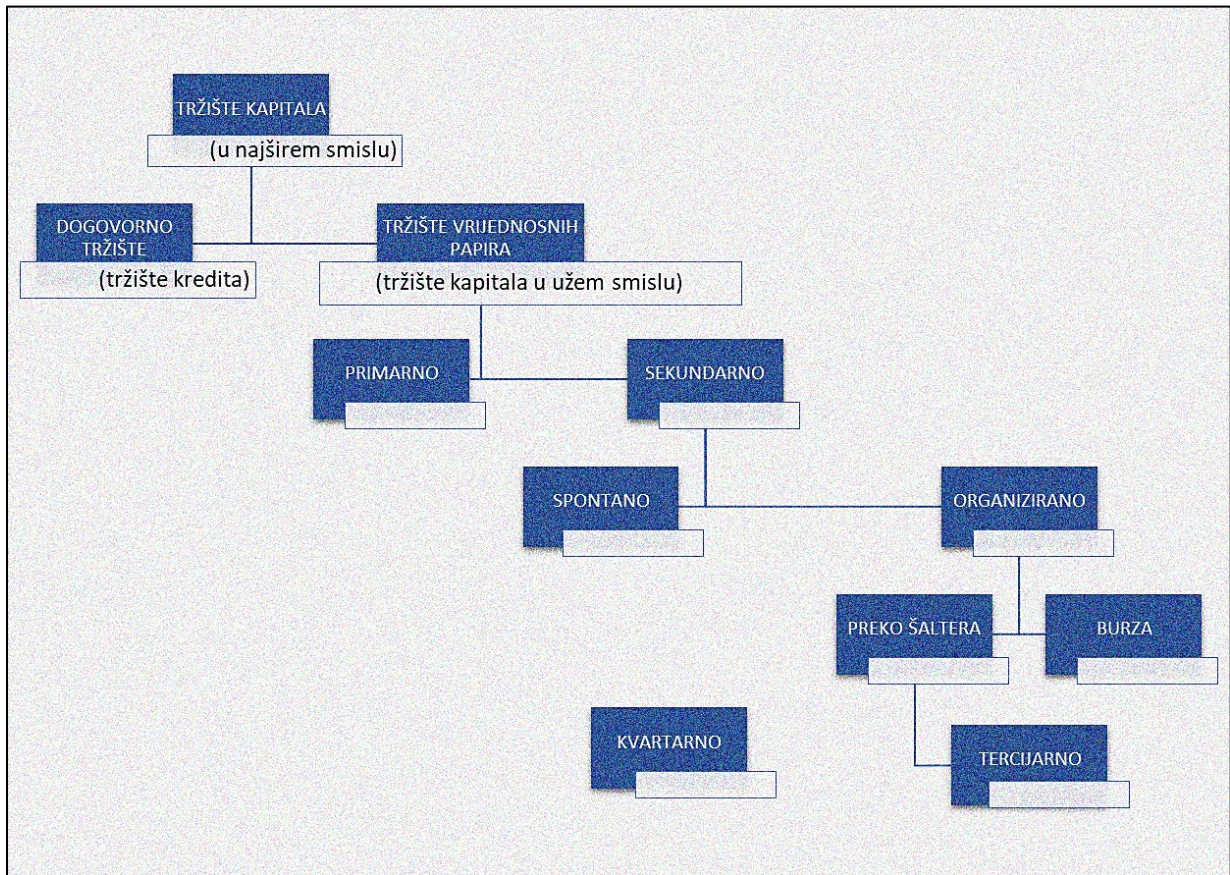 TRŽIŠTE KAPITALA
(u najširem smislu)
DOGOVORNO
TRŽIŠTE
(tržište kredita)
TRŽIŠTE VRIJEDNOSNIH
PAPIRA
(tržište kapitala u užem smislu)
PRIMARNO
SEKUNDARNO
SPONTANO
ORGANIZIRANO
PREKO ŠALTERA
BURZA
KVARTARNO
TERCIJARNO